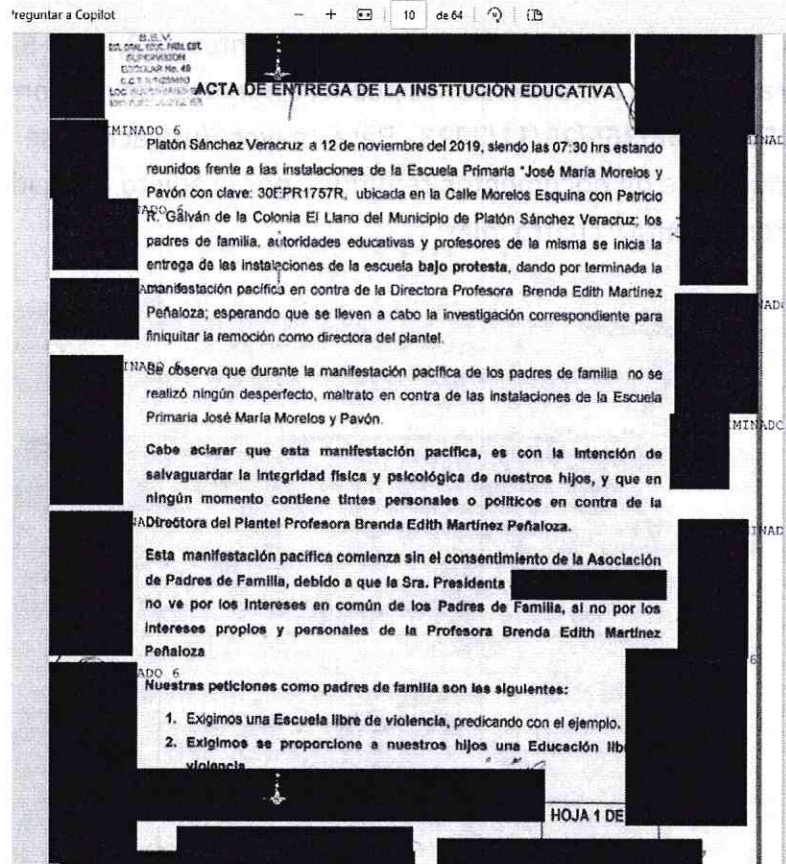 Preguntar a Copilot
10 de 64
S.E.V.
SUPERVISION
ESCOLAR No. 49
ACTA DE ENTREGA DE LA INSTITUCIÓN EDUCATIVA
IMINADO 6
Platón Sánchez Veracruz a 12 de noviembre del 2019, siendo las 07:30 hrs estando
reunidos frente a las instalaciones de la Escuela Primaria "José María Morelos y
Pavón con clave: 30EPR1757R, ubicada en la Calle Morelos Esquina con Patricio
R. Galván de la Colonia El Llano del Municipio de Platón Sánchez Veracruz; los
padres de familia, autoridades educativas y profesores de la misma se inicia la
entrega de las instalaciones de la escuela bajo protesta, dando por terminada la
manifestación pacífica en contra de la Directora Profesora Brenda Edith Martínez
Peñaloza; esperando que se lleven a cabo la investigación correspondiente para
finiquitar la remoción como directora del plantel.
Se observa que durante la manifestación pacífica de los padres de familia no se
realizó ningún desperfecto, maltrato en contra de las instalaciones de la Escuela
Primaria José María Morelos y Pavón.
Cabe aclarar que esta manifestación pacífica, es con la intención de
salvaguardar la integridad física y psicológica de nuestros hijos, y que en
ningún momento contiene tintes personales o políticos en contra de la
Directora del Plantel Profesora Brenda Edith Martínez Peñaloza.
Esta manifestación pacífica comienza sin el consentimiento de la Asociación
de Padres de Familia, debido a que la Sra. Presidenta
no ve por los Intereses en común de los Padres de Familia, si no por los
intereses propios y personales de la Profesora Brenda Edith Martínez
Peñaloza
ADO 6
Nuestras peticiones como padres de familia son las siguientes:
1. Exigimos una Escuela libre de violencia, predicando con el ejemplo.
2. Exigimos se proporcione a nuestros hijos una Educación lib
violencia
HOJA 1 DE